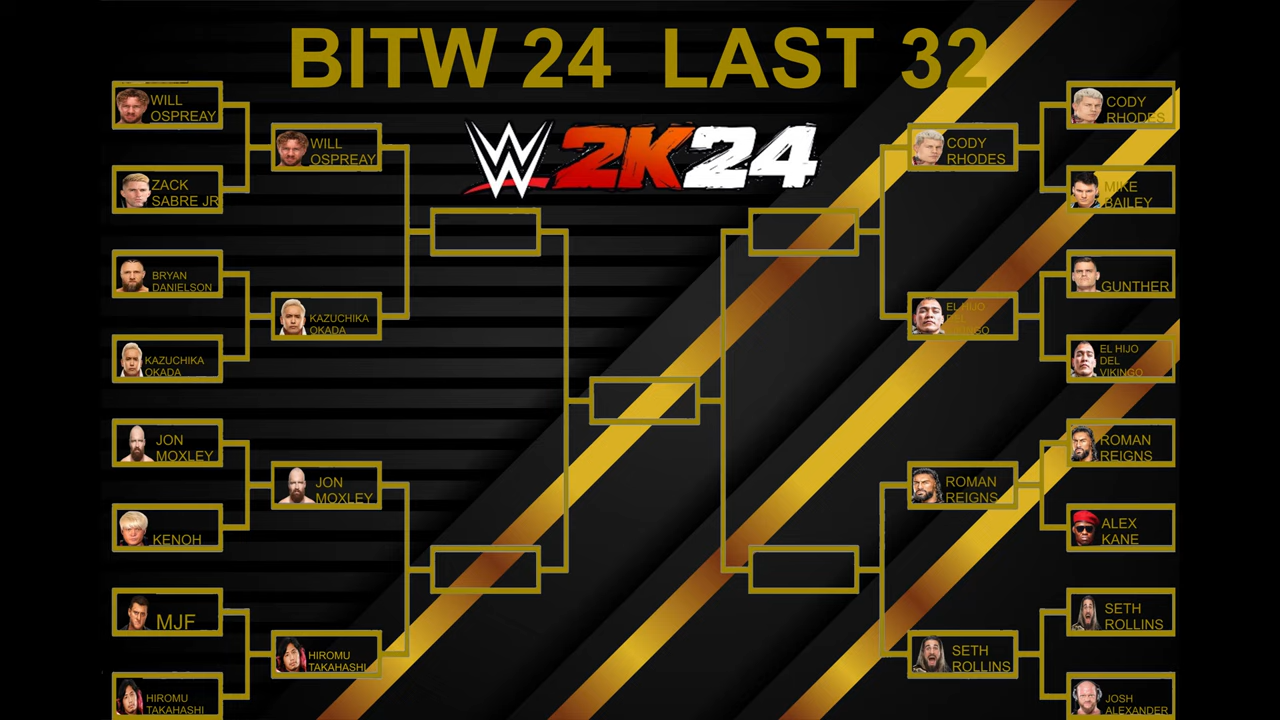 BITW 24 LAST 32
W 2K24
WILL
OSPREAY
ZACK
SABRE JR
BRYAN
DANIELSON
KAZUCHIKA
OKADA
JON
MOXLEY
KENOH
MJF
HIROMU
TAKAHASHI
WILL
OSPREAY
KAZUCHIKA
OKADA
JON
MOXLEY
HIROMU
TAKAHASHI
CODY
RHODES
EL HIJO
DEL
VIKINGO
ROMAN
REIGNS
SETH
ROLLINS
CODY
RHODES
MIKE
BAILEY
GUNTHER
EL HIJO
DEL
VIKINGO
ROMAN
REIGNS
ALEX
KANE
SETH
ROLLINS
JOSH
ALEXANDER